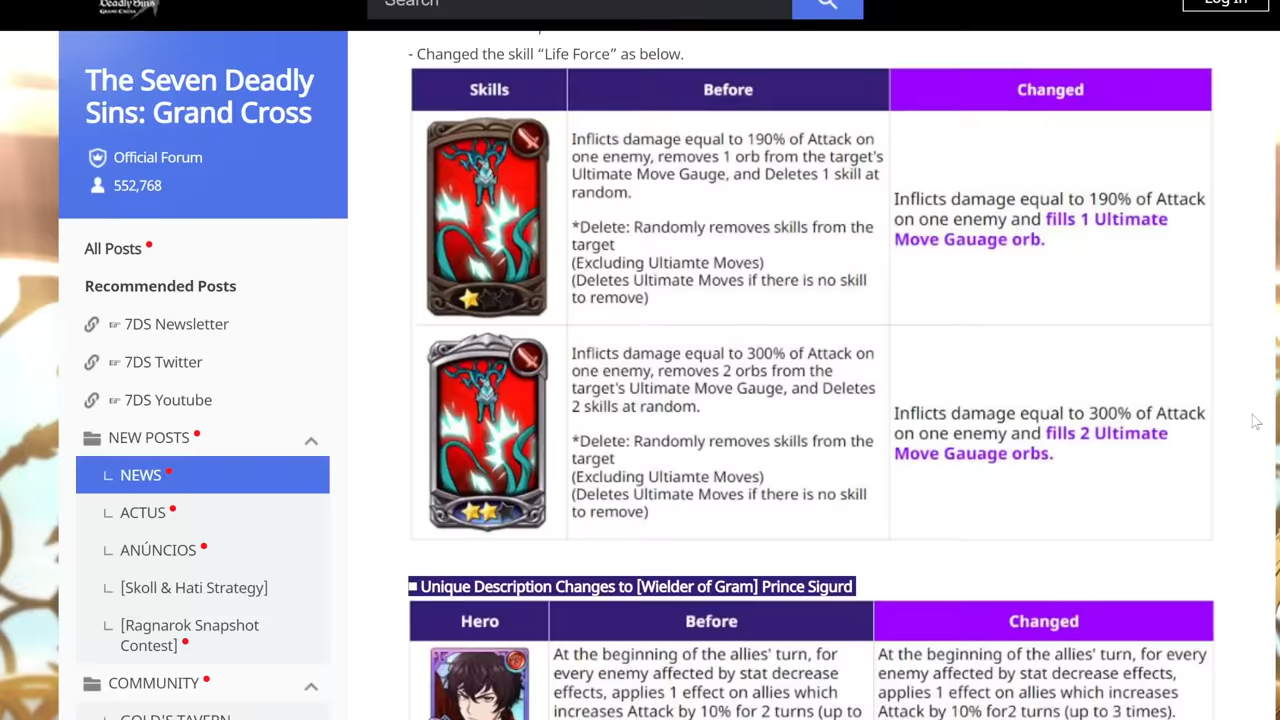 Deadly Sins
GRAND CROSS
Search
Log In
The Seven Deadly
Sins: Grand Cross
Official Forum
552,768
All Posts
Recommended Posts
☞ 7DS Newsletter
☞ 7DS Twitter
☞ 7DS Youtube
NEW POSTS
NEWS
ACTUS
ANÚNCIOS
[Skoll & Hati Strategy]
[Ragnarok Snapshot
Contest]
COMMUNITY
GOLD'S TAVERN
- Changed the skill “Life Force” as below.
Skills
Before
Changed
Inflicts damage equal to 190% of Attack on
one enemy, removes 1 orb from the target's
Ultimate Move Gauge, and Deletes 1 skill at
random.
*Delete: Randomly removes skills from the
target
(Excluding Ultiamte Moves)
(Deletes Ultimate Moves if there is no skill
to remove)
Inflicts damage equal to 190% of Attack
on one enemy and fills 1 Ultimate
Move Gauage orb.
Inflicts damage equal to 300% of Attack on
one enemy, removes 2 orbs from the
target's Ultimate Move Gauge, and Deletes
2 skills at random.
*Delete: Randomly removes skills from the
target
(Excluding Ultiamte Moves)
(Deletes Ultimate Moves if there is no skill
to remove)
Inflicts damage equal to 300% of Attack
on one enemy and fills 2 Ultimate
Move Gauage orbs.
■ Unique Description Changes to [Wielder of Gram] Prince Sigurd
Hero
Before
Changed
At the beginning of the allies' turn, for
every enemy affected by stat decrease
effects, applies 1 effect on allies which
increases Attack by 10% for 2 turns (up to
At the beginning of the allies' turn, for every
enemy affected by stat decrease effects,
applies 1 effect on allies which increases
Attack by 10% for2 turns (up to 3 times).